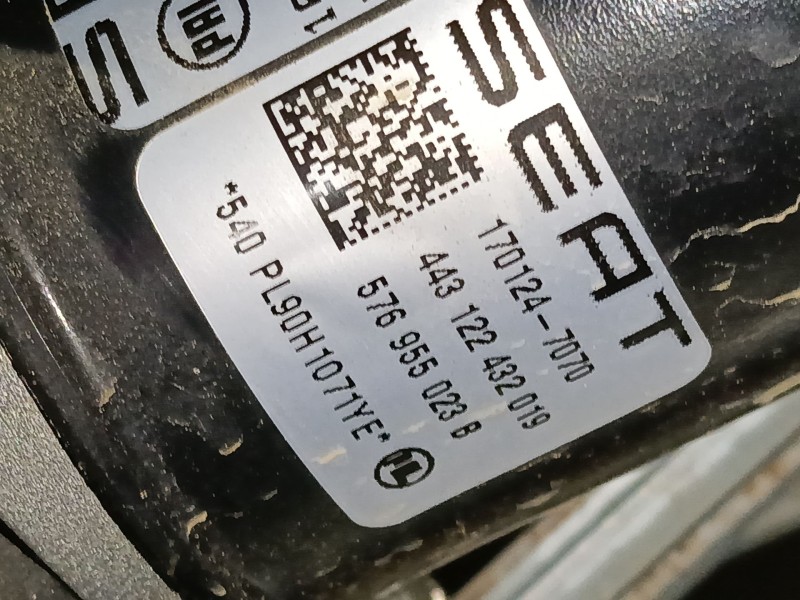 SEAT
170124-7070
443 122 432 019
576 955 023 B
*540 PL90H1071YE*